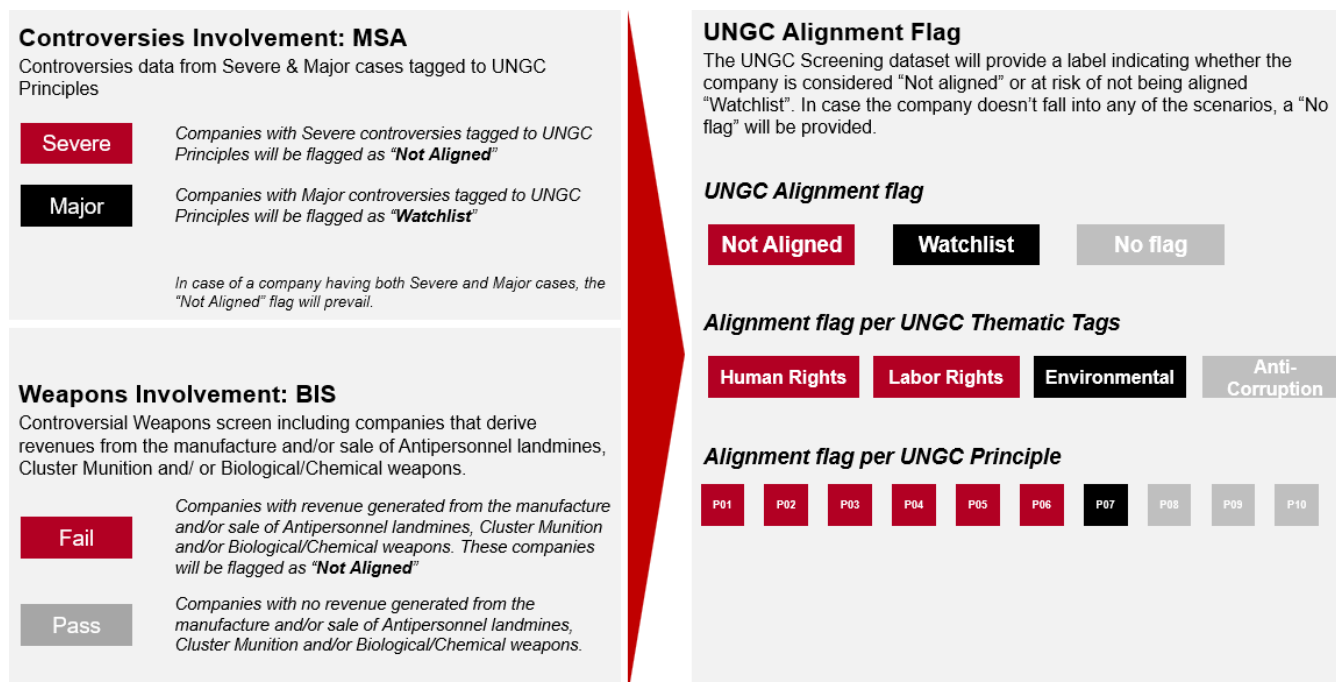 Controversies Involvement: MSA
Controversies data from Severe & Major cases tagged to UNGC
Principles
Severe
Companies with Severe controversies tagged to UNGC
Principles will be flagged as “Not Aligned”
Major
Companies with Major controversies tagged to UNGC
Principles will be flagged as “Watchlist”
In case of a company having both Severe and Major cases, the
“Not Aligned” flag will prevail.
Weapons Involvement: BIS
Controversial Weapons screen including companies that derive
revenues from the manufacture and/or sale of Antipersonnel landmines,
Cluster Munition and/ or Biological/Chemical weapons.
Fail
Companies with revenue generated from the manufacture
and/or sale of Antipersonnel landmines, Cluster Munition
and/or Biological/Chemical weapons. These companies
will be flagged as “Not Aligned”
Pass
Companies with no revenue generated from the
manufacture and/or sale of Antipersonnel landmines,
Cluster Munition and/or Biological/Chemical weapons.
UNGC Alignment Flag
The UNGC Screening dataset will provide a label indicating whether the
company is considered “Not aligned” or at risk of not being aligned
“Watchlist”. In case the company doesn’t fall into any of the scenarios, a “No
flag” will be provided.
UNGC Alignment flag
Not Aligned Watchlist No flag
Alignment flag per UNGC Thematic Tags
Human Rights Labor Rights Environmental Anti-
Corruption
Alignment flag per UNGC Principle
P01 P02 P03 P04 P05 P06 P07 P08 P09 P10